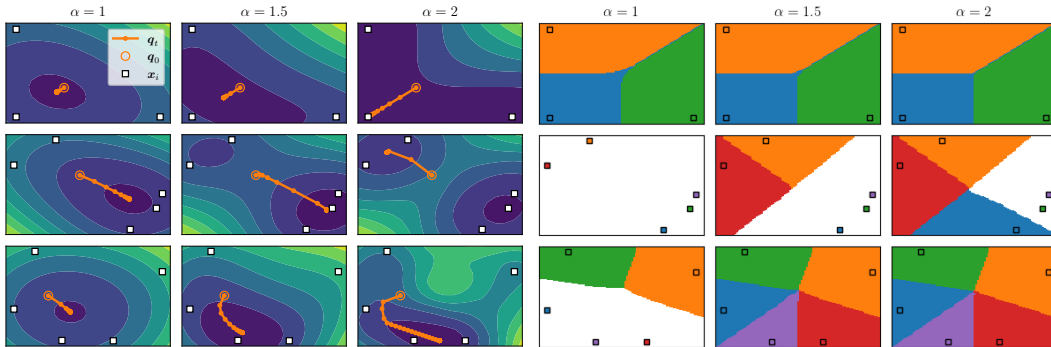 α = 1
α = 1.5
α = 2
α = 1
α = 1.5
α = 2
q_t
q_0
x_i